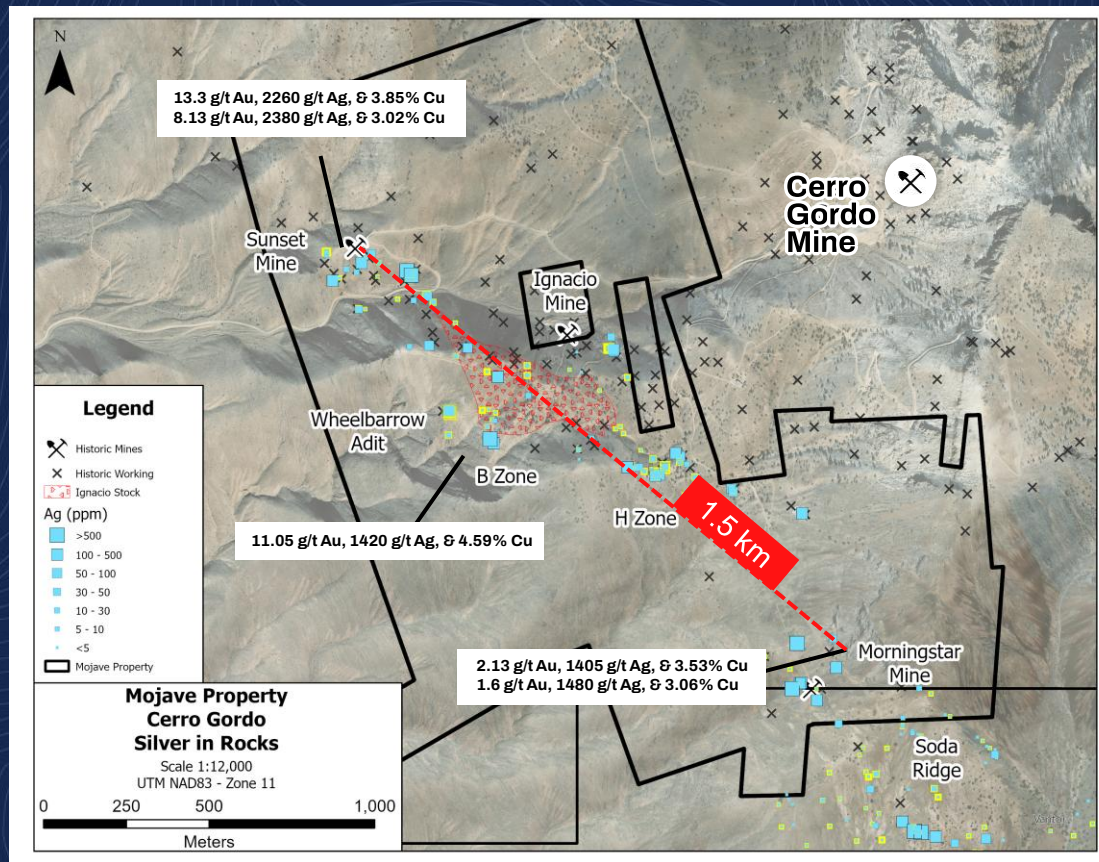 N
13.3 g/t Au, 2260 g/t Ag, & 3.85% Cu
8.13 g/t Au, 2380 g/t Ag, & 3.02% Cu
Cerro
Gordo
Mine
Sunset
Mine
Ignacio
Mine
Wheelbarrow
Adit
B Zone
H Zone
1.5 km
11.05 g/t Au, 1420 g/t Ag, & 4.59% Cu
2.13 g/t Au, 1405 g/t Ag, & 3.53% Cu
1.6 g/t Au, 1480 g/t Ag, & 3.06% Cu
Morningstar
Mine
Soda
Ridge
Legend
Historic Mines
Historic Working
Ignacio Stock
Ag (ppm)
>500
100 - 500
50 - 100
30 - 50
10 - 30
5 - 10
<5
Mojave Property
Mojave Property
Cerro Gordo
Silver in Rocks
Scale 1:12,000
UTM NAD83 - Zone 11
0 250 500 1,000
Meters